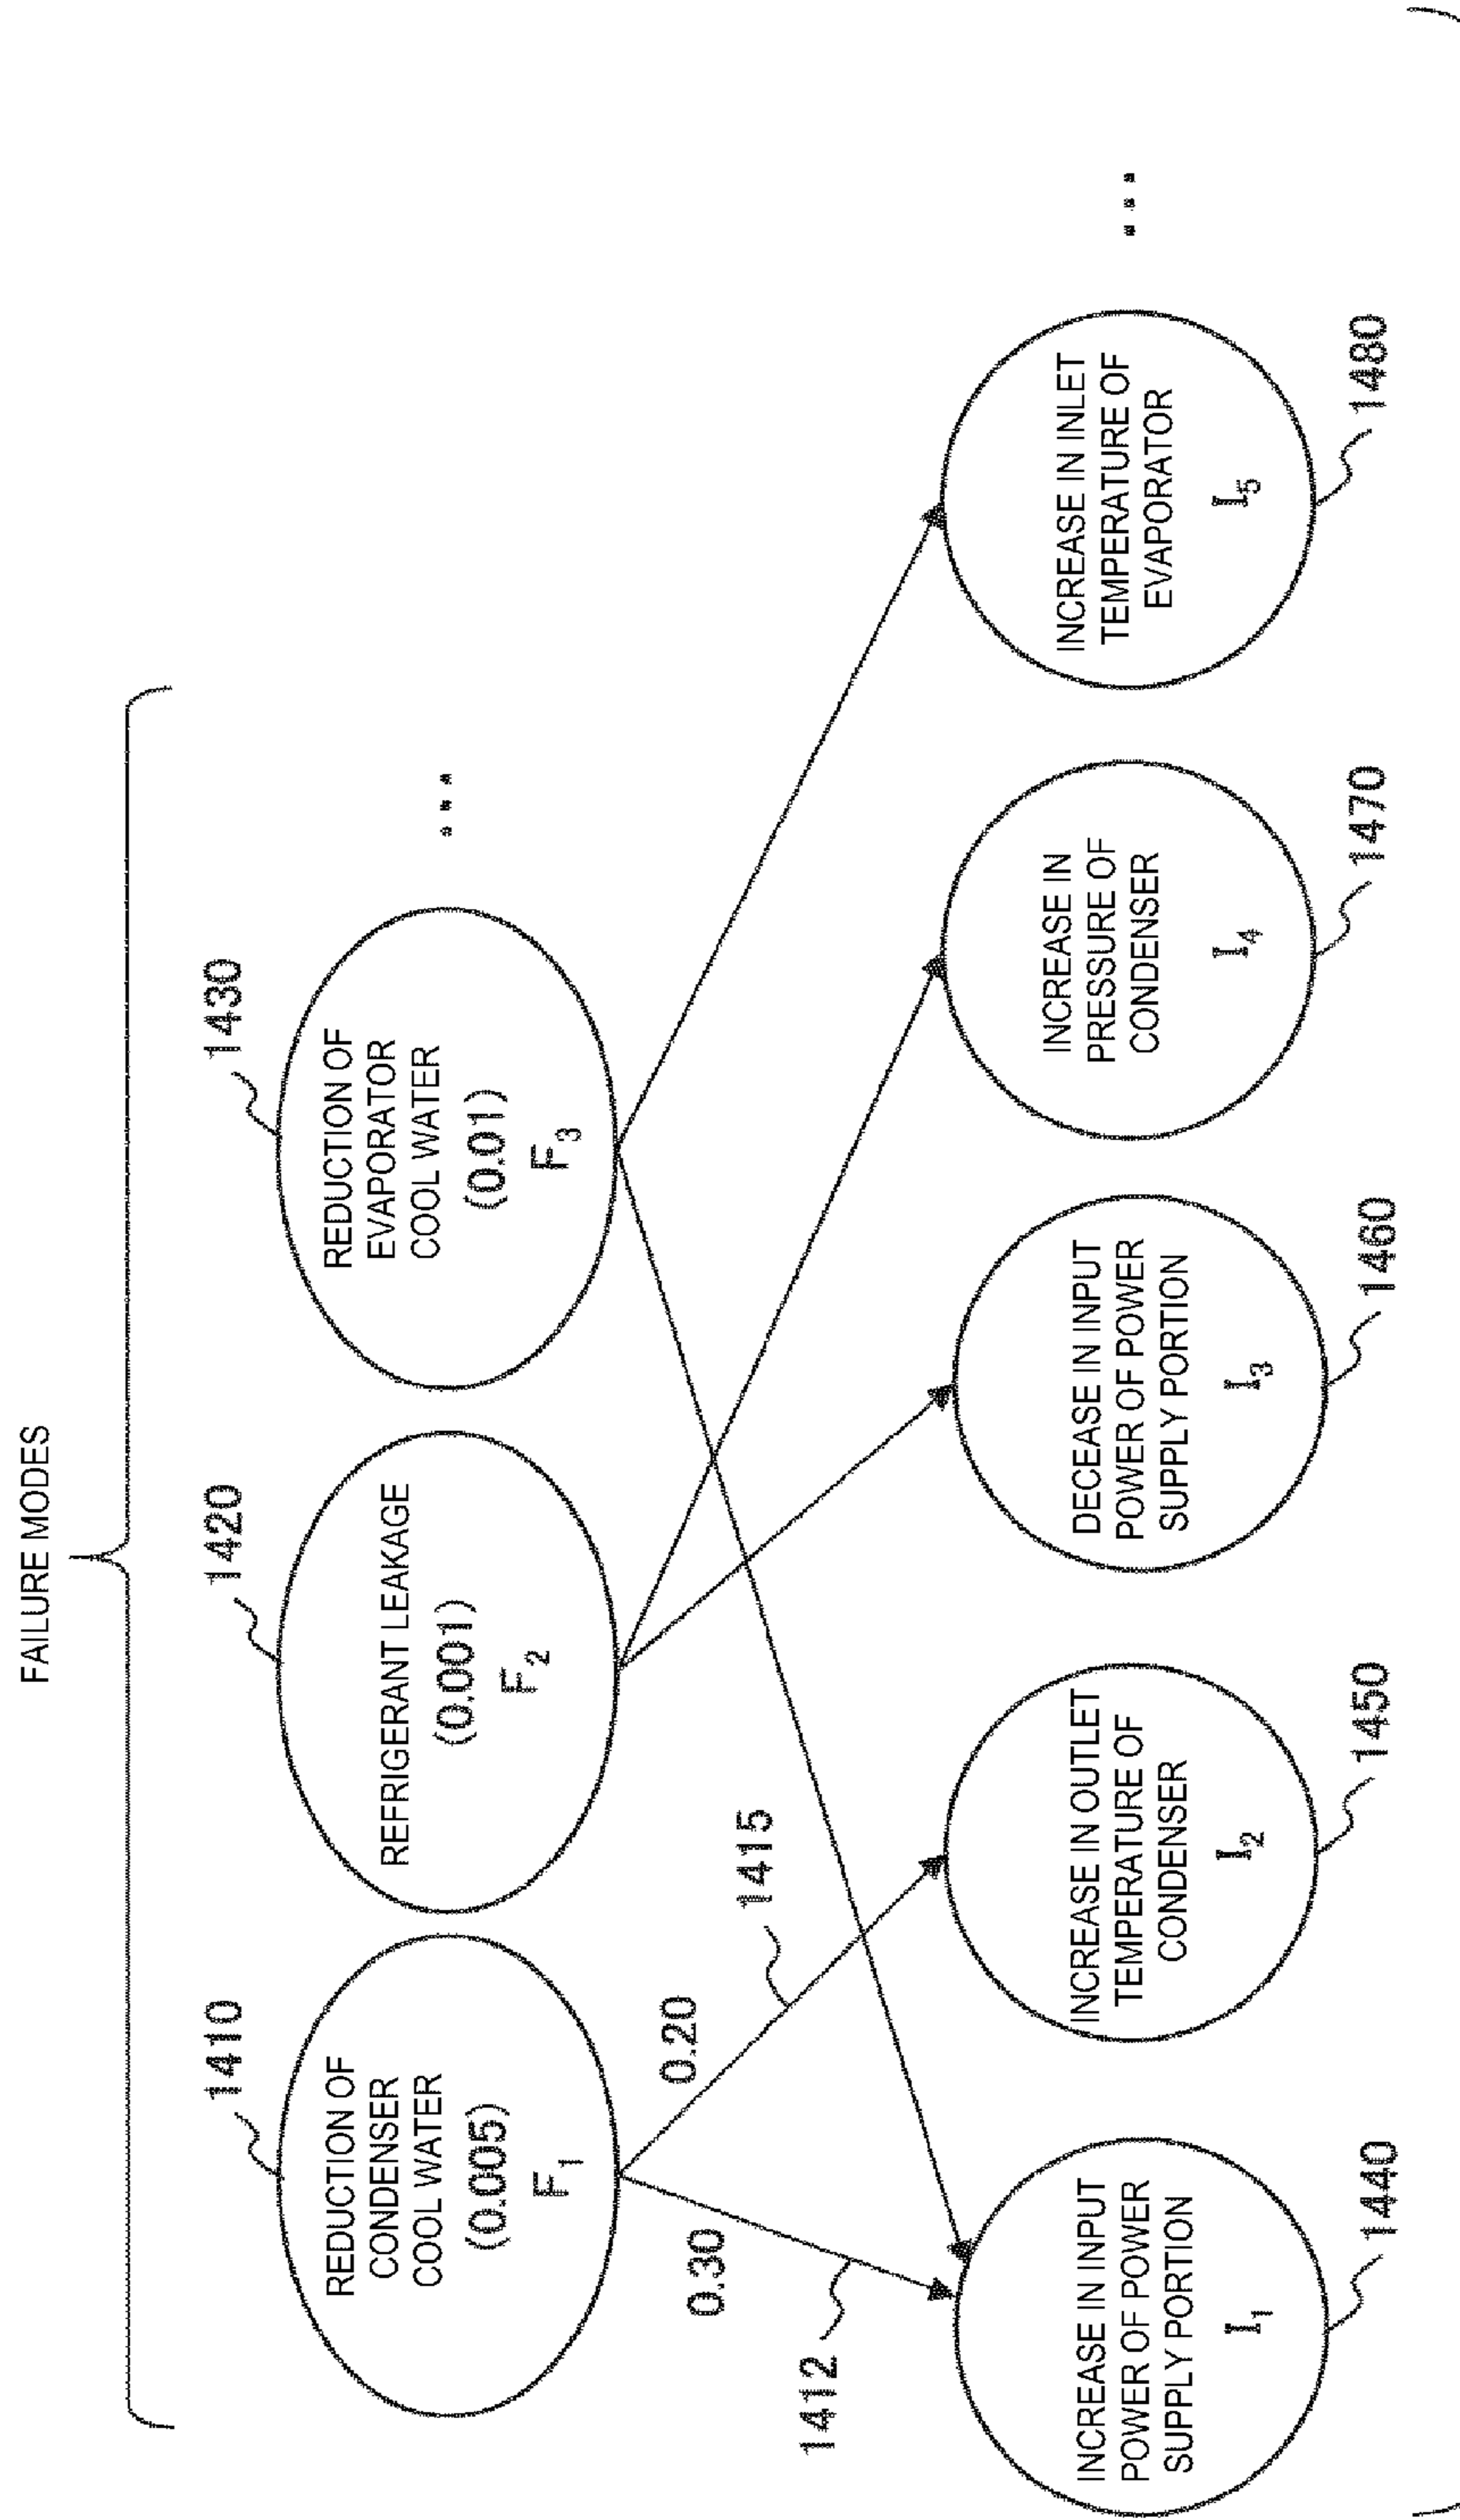 FAILURE MODES
1410
1420
1430
REDUCTION OF
CONDENSER
COOL WATER
(0.005)
F1
REFRIGERANT LEAKAGE
(0.001)
F2
REDUCTION OF
EVAPORATOR
COOL WATER
(0.01)
F3
0.30
0.20
1412
1415
INCREASE IN INPUT
POWER OF POWER
SUPPLY PORTION
I1
INCREASE IN OUTLET
TEMPERATURE OF
CONDENSER
I2
DECEASE IN INPUT
POWER OF POWER
SUPPLY PORTION
I3
INCREASE IN
PRESSURE OF
CONDENSER
I4
INCREASE IN INLET
TEMPERATURE OF
EVAPORATOR
I5
1440
1450
1460
1470
1480